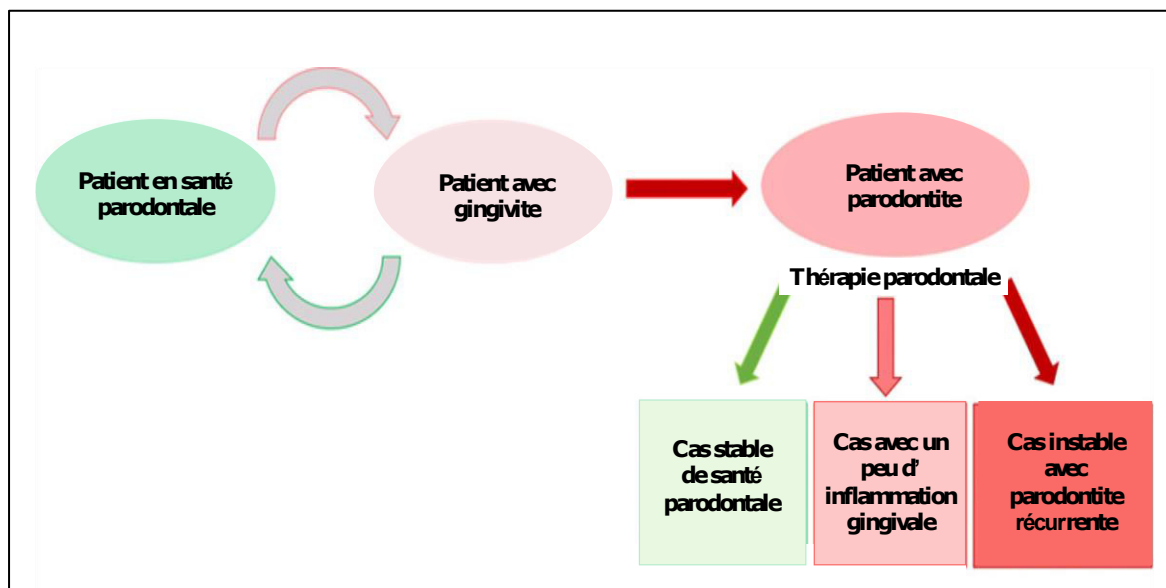 Patient en santé
parodontale
Patient avec
gingivite
Patient avec
parodontite
Thérapie parodontale
Cas stable
de santé
parodontale
Cas avec un
peu d'
inflammation
gingivale
Cas instable
avec
parodontite
récurrente